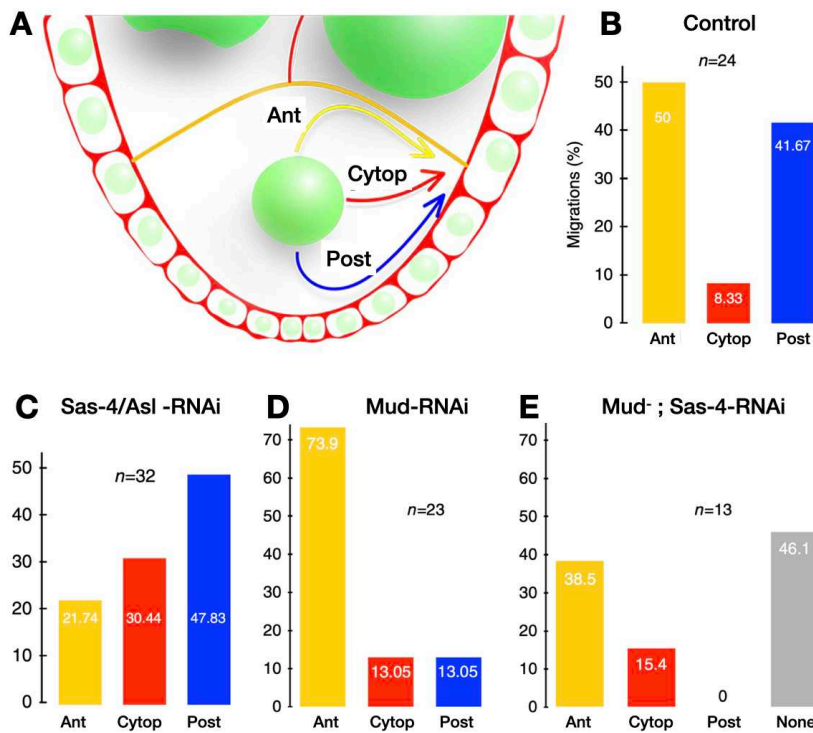 A
Ant
Cytop
Post
B
Control
n=24
Migrations (%)
50
40
30
20
10
0
50
8.33
41.67
Ant
Cytop
Post
C
Sas-4/Asl -RNAi
n=32
50
40
30
20
10
0
21.74
30.44
47.83
Ant
Cytop
Post
D
Mud-RNAi
n=23
70
60
50
40
30
20
10
0
73.9
13.05
13.05
Ant
Cytop
Post
E
Mud- ; Sas-4-RNAi
n=13
70
60
50
40
30
20
10
0
38.5
15.4
0
46.1
Ant
Cytop
Post
None